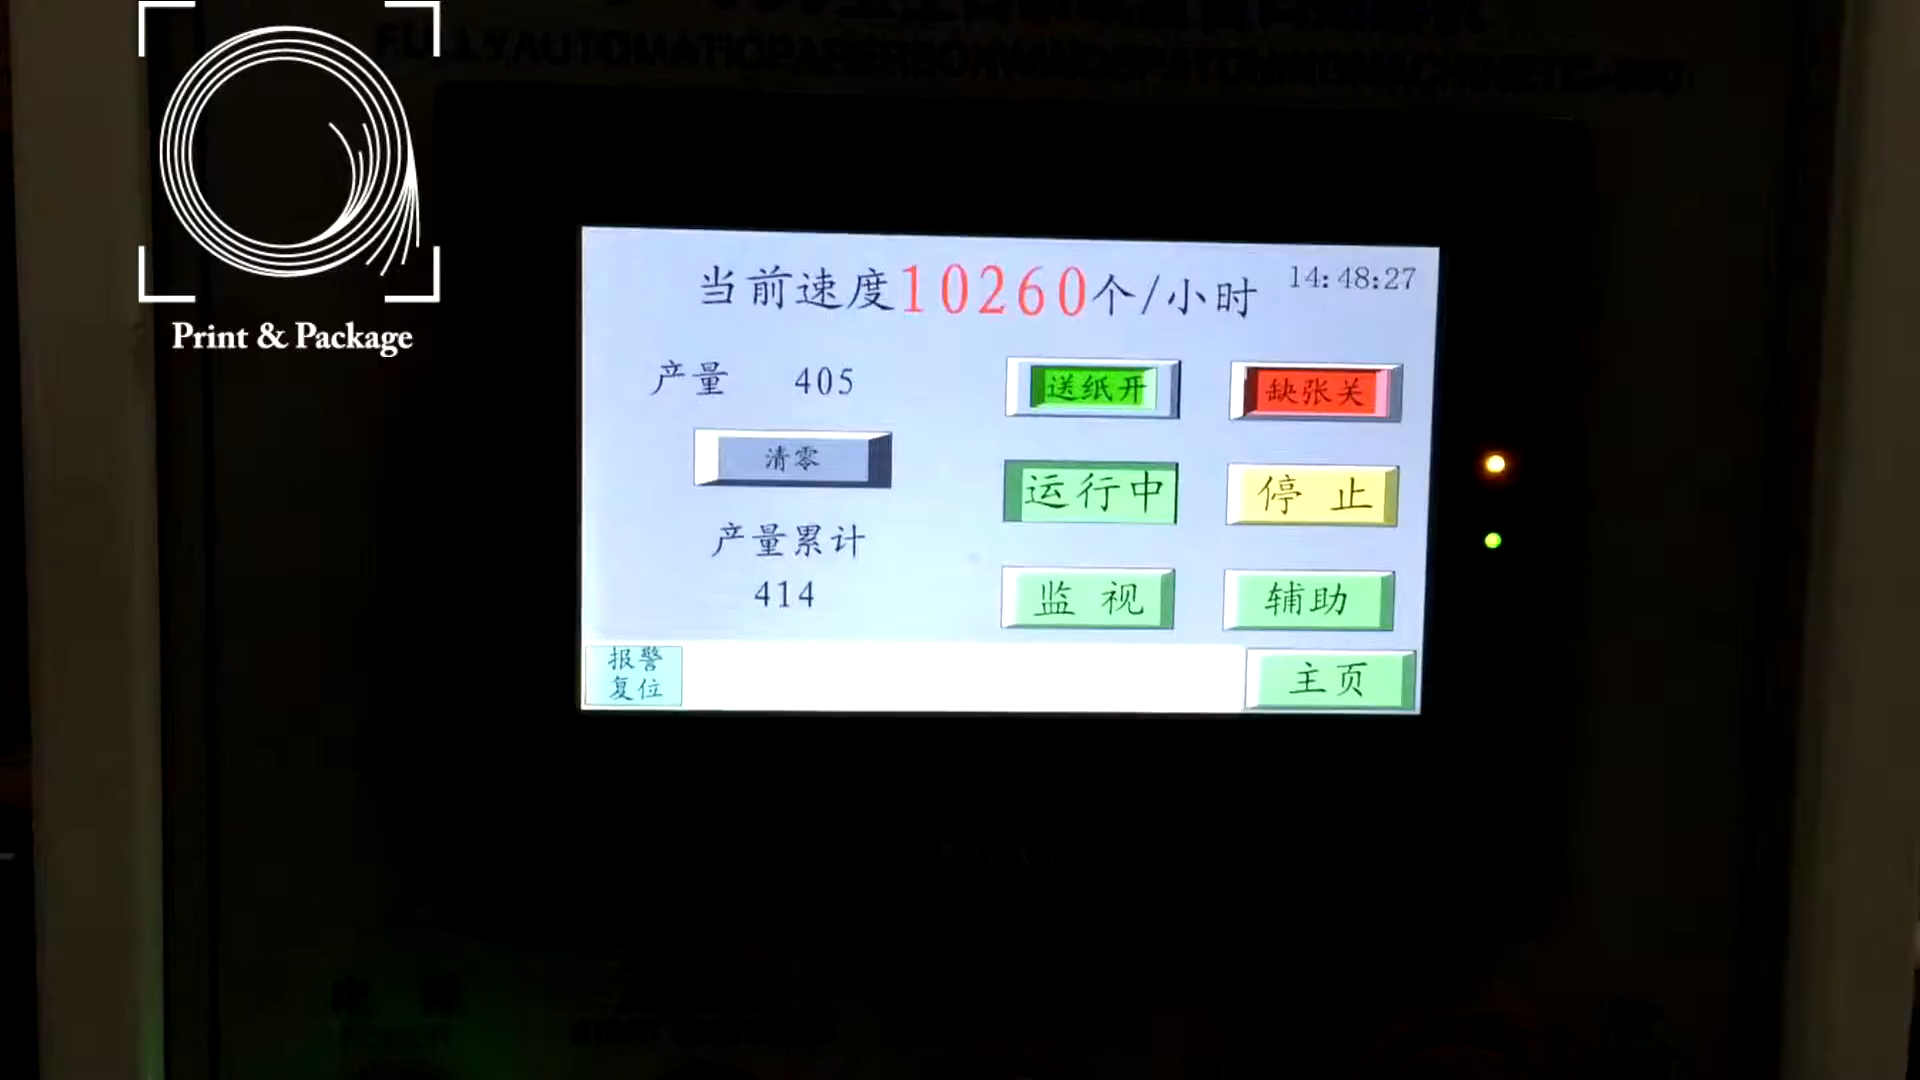 FULLYAUTOMATICPAPERBOXWINDSPATCHINGMACHINETC-
Print & Package
当前速度10260个/小时
14:48:27
产量 405
送纸开
缺张关
清零
运行中
停 止
产量累计
414
监 视
辅助
报警
复位
主页